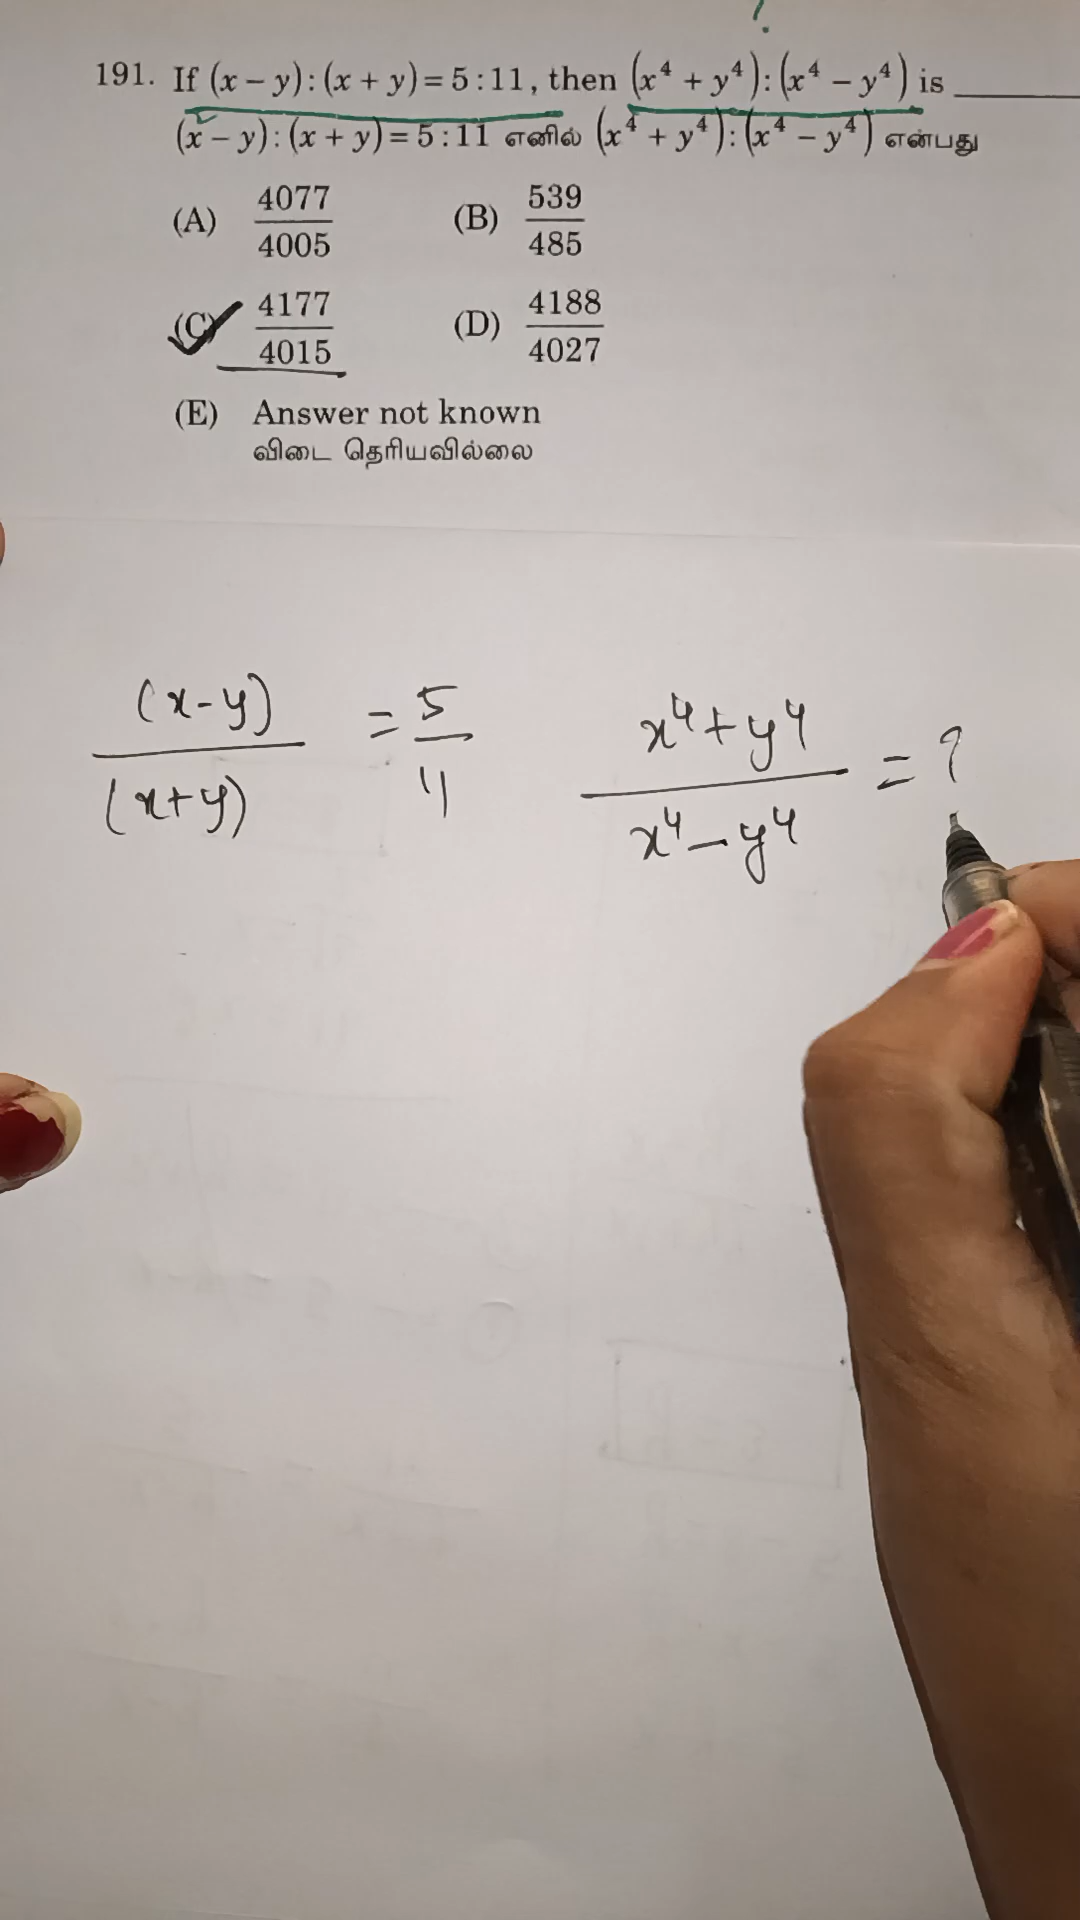 191. If (x – y) : (x + y) = 5 : 11, then (x⁴ + y⁴) : (x⁴ – y⁴) is ______
(x – y) : (x + y) = 5 : 11 எனில் (x⁴ + y⁴) : (x⁴ – y⁴) என்பது
(A) 4077/4005 (B) 539/485
(C) 4177/4015 (D) 4188/4027
(E) Answer not known
விடை தெரியவில்லை
(x-y)/(x+y) = 5/11 x⁴+y⁴/x⁴-y⁴ = ?